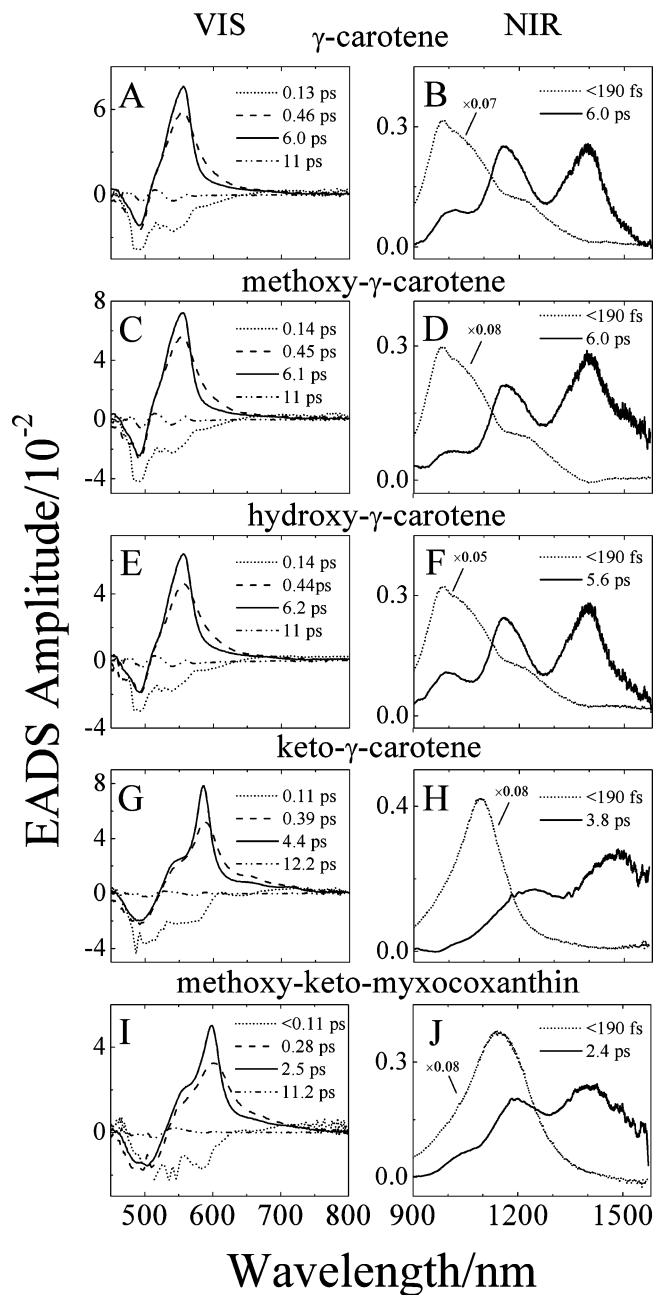 VIS NIR
γ-carotene
A
0.13 ps
0.46 ps
6.0 ps
11 ps
6
0
B
×0.07
<190 fs
6.0 ps
0.3
0.0
methoxy-γ-carotene
C
0.14 ps
0.45 ps
6.1 ps
11 ps
8
4
0
-4
D
×0.08
<190 fs
6.0 ps
0.3
0.0
hydroxy-γ-carotene
E
0.14 ps
0.44ps
6.2 ps
11 ps
4
0
-4
F
×0.05
<190 fs
5.6 ps
0.3
0.0
keto-γ-carotene
G
0.11 ps
0.39 ps
4.4 ps
12.2 ps
8
4
0
-4
H
×0.08
<190 fs
3.8 ps
0.4
0.0
methoxy-keto-myxocoxanthin
I
<0.11 ps
0.28 ps
2.5 ps
11.2 ps
4
0
J
×0.08
<190 fs
2.4 ps
0.3
0.0
500 600 700 800 900 1200 1500
EADS Amplitude/10⁻²
Wavelength/nm